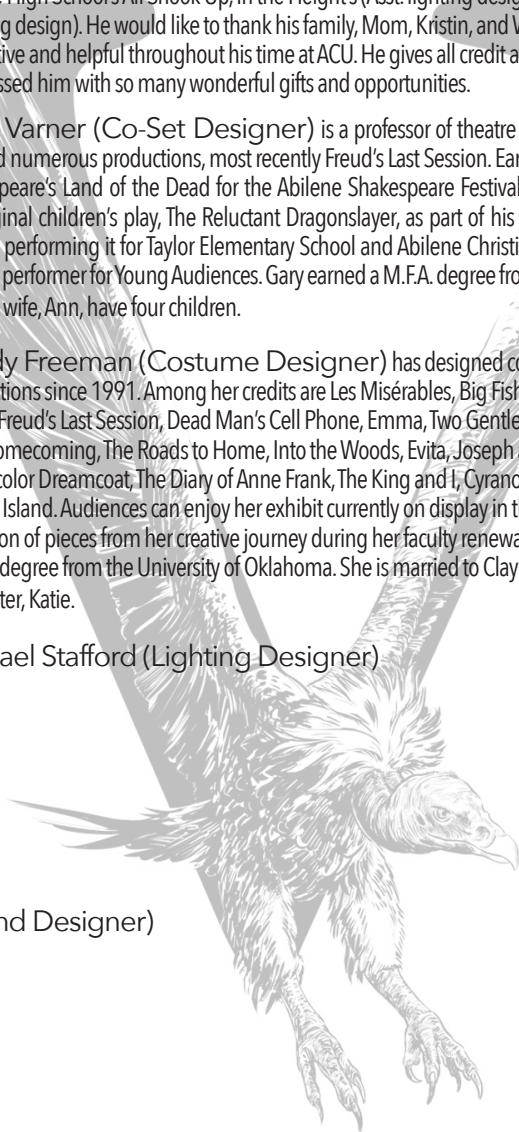 High School's All Shook Up, In the Height's (Asst. lighting desig
g design). He would like to thank his family, Mom, Kristin, and
tive and helpful throughout his time at ACU. He gives all credit a
ssed him with so many wonderful gifts and opportunities.
Varner (Co-Set Designer) is a professor of theatre
d numerous productions, most recently Freud's Last Session. Ear
peare's Land of the Dead for the Abilene Shakespeare Festival
ginal children's play, The Reluctant Dragonslayer, as part of his
performing it for Taylor Elementary School and Abilene Christi
performer for Young Audiences. Gary earned a M.F.A. degree fro
wife, Ann, have four children.
dy Freeman (Costume Designer) has designed co
tions since 1991. Among her credits are Les Misérables, Big Fish
Freud's Last Session, Dead Man's Cell Phone, Emma, Two Gentle
omecoming, The Roads to Home, Into the Woods, Evita, Joseph
color Dreamcoat, The Diary of Anne Frank, The King and I, Cyrano
Island. Audiences can enjoy her exhibit currently on display in t
on of pieces from her creative journey during her faculty renewa
degree from the University of Oklahoma. She is married to Clay
ter, Katie.
ael Stafford (Lighting Designer)
nd Designer)